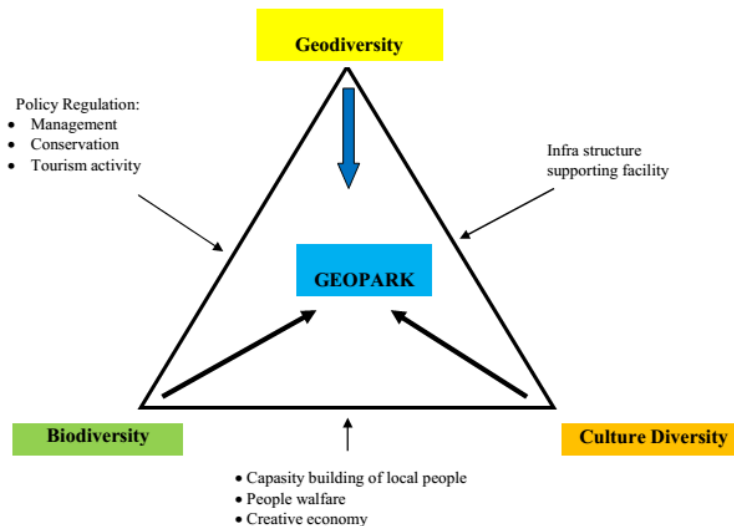 Geodiversity
Policy Regulation:
• Management
• Conservation
• Tourism activity
Infra structure
supporting facility
GEOPARK
Biodiversity
Culture Diversity
• Capasity building of local people
• People welfare
• Creative economy